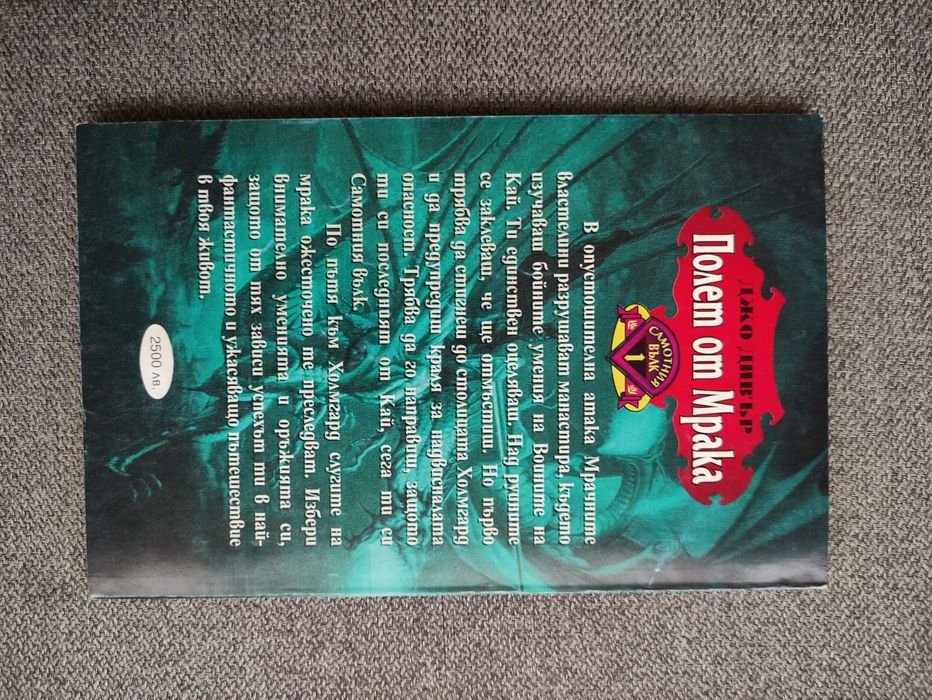 ДЖО ДИВЪР
Полет от Мрака
САМОТНИЯ
ВЪЛК
1
В опустошителна атака Мрачните
властелини разрушават манастира, където
изучаваш бойните умения на Воините на
Кай. Ти единствен оцеляваш. Над руините
се заклеваш, че ще отмъстиш. Но първо
трябва да стигнеш до столицата Холмгард
и да предупредиш краля за надвисналата
опасност. Трябва да го направиш, защото
ти си последният от Кай, сега ти си
Самотния вълк.
По пътя към Холмгард слугите на
мрака ожесточено те преследват. Избери
внимателно уменията и оръжията си,
защото от тях зависи успехът ти в най-
фантастичното и ужасяващо пътешествие
в твоя живот.
2500 лв.